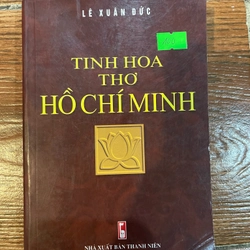 LÊ XUÂN ĐỨC
TINH HOA
THƠ
HỒ CHÍ MINH
NHÀ XUẤT BẢN THANH NIÊN